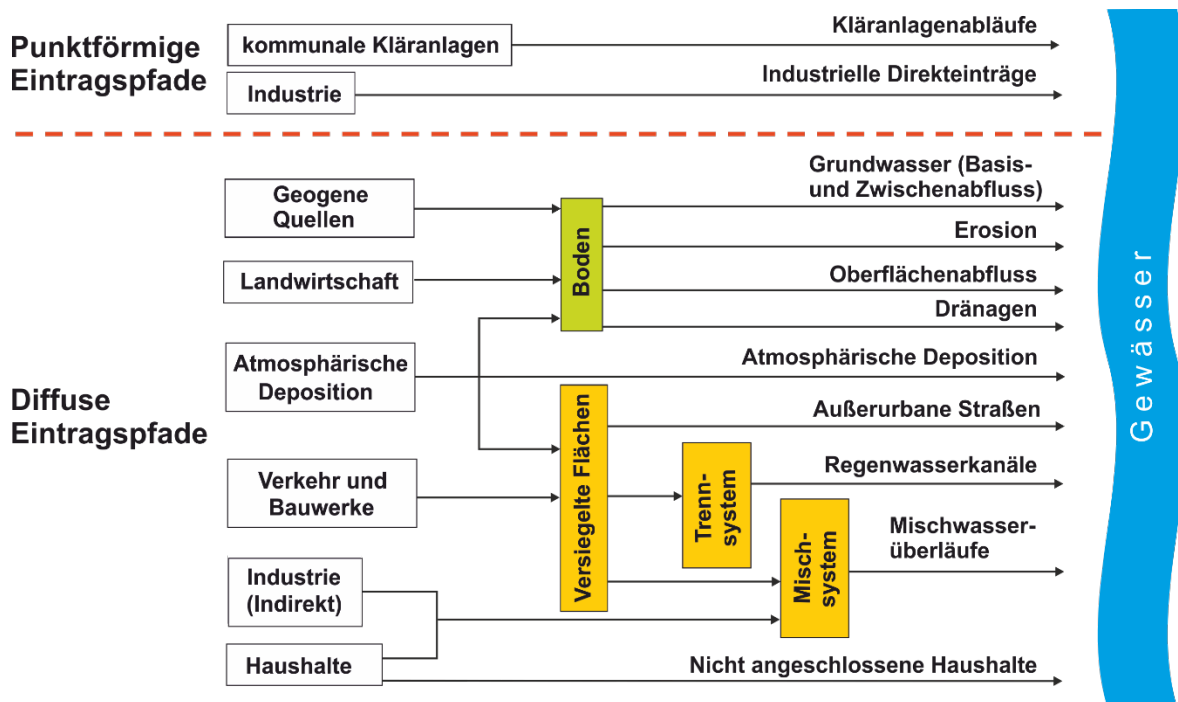 Punktförmige
Eintragspfade
kommunale Kläranlagen
Kläranlagenabläufe
Industrie
Industrielle Direkteinträge
Diffuse
Eintragspfade
Geogene
Quellen
Landwirtschaft
Atmosphärische
Deposition
Verkehr und
Bauwerke
Industrie
(Indirekt)
Haushalte
Boden
Versiegelte Flächen
Trenn-
system
Misch-
system
Grundwasser (Basis-
und Zwischenabfluss)
Erosion
Oberflächenabfluss
Dränagen
Atmosphärische Deposition
Außerurbane Straßen
Regenwasserkanäle
Mischwasser-
überläufe
Nicht angeschlossene Haushalte
Gewässer